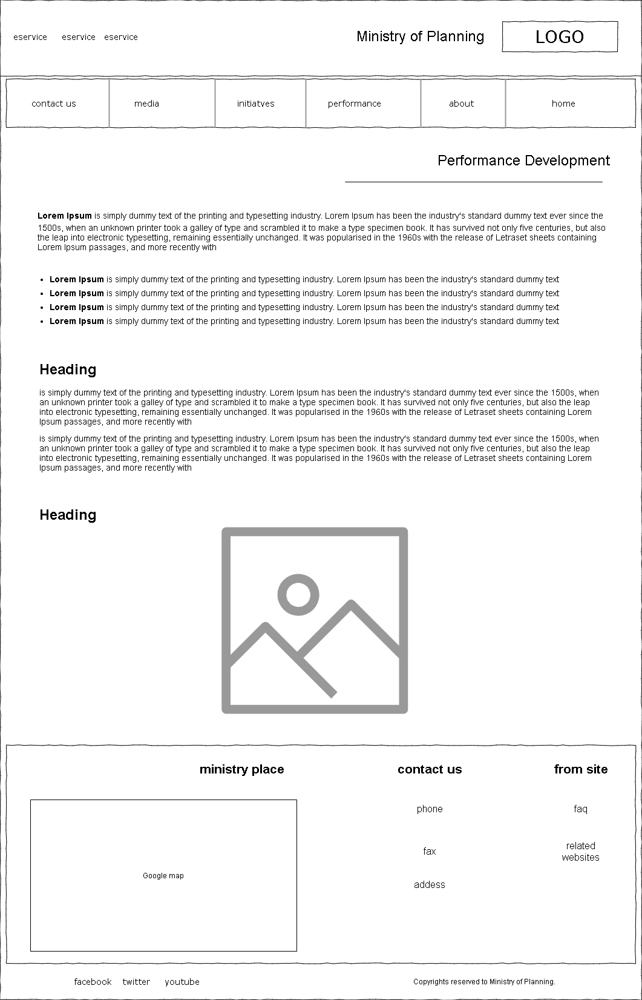 eservice eservice eservice
Ministry of Planning
LOGO
contact us media initiatves performance about home
Performance Development
Lorem Ipsum is simply dummy text of the printing and typesetting industry. Lorem Ipsum has been the industry's standard dummy text ever since the
1500s, when an unknown printer took a galley of type and scrambled it to make a type specimen book. It has survived not only five centuries, but also
the leap into electronic typesetting, remaining essentially unchanged. It was popularised in the 1960s with the release of Letraset sheets containing
Lorem Ipsum passages, and more recently with
• Lorem Ipsum is simply dummy text of the printing and typesetting industry. Lorem Ipsum has been the industry's standard dummy text
• Lorem Ipsum is simply dummy text of the printing and typesetting industry. Lorem Ipsum has been the industry's standard dummy text
• Lorem Ipsum is simply dummy text of the printing and typesetting industry. Lorem Ipsum has been the industry's standard dummy text
• Lorem Ipsum is simply dummy text of the printing and typesetting industry. Lorem Ipsum has been the industry's standard dummy text
Heading
is simply dummy text of the printing and typesetting industry. Lorem Ipsum has been the industry's standard dummy text ever since the 1500s, when
an unknown printer took a galley of type and scrambled it to make a type specimen book. It has survived not only five centuries, but also the leap
into electronic typesetting, remaining essentially unchanged. It was popularised in the 1960s with the release of Letraset sheets containing Lorem
Ipsum passages, and more recently with
is simply dummy text of the printing and typesetting industry. Lorem Ipsum has been the industry's standard dummy text ever since the 1500s, when
an unknown printer took a galley of type and scrambled it to make a type specimen book. It has survived not only five centuries, but also the leap
into electronic typesetting, remaining essentially unchanged. It was popularised in the 1960s with the release of Letraset sheets containing Lorem
Ipsum passages, and more recently with
Heading
ministry place
Google map
contact us
phone
fax
addess
from site
faq
related
websites
facebook twitter youtube
Copyrights reserved to Ministry of Planning.